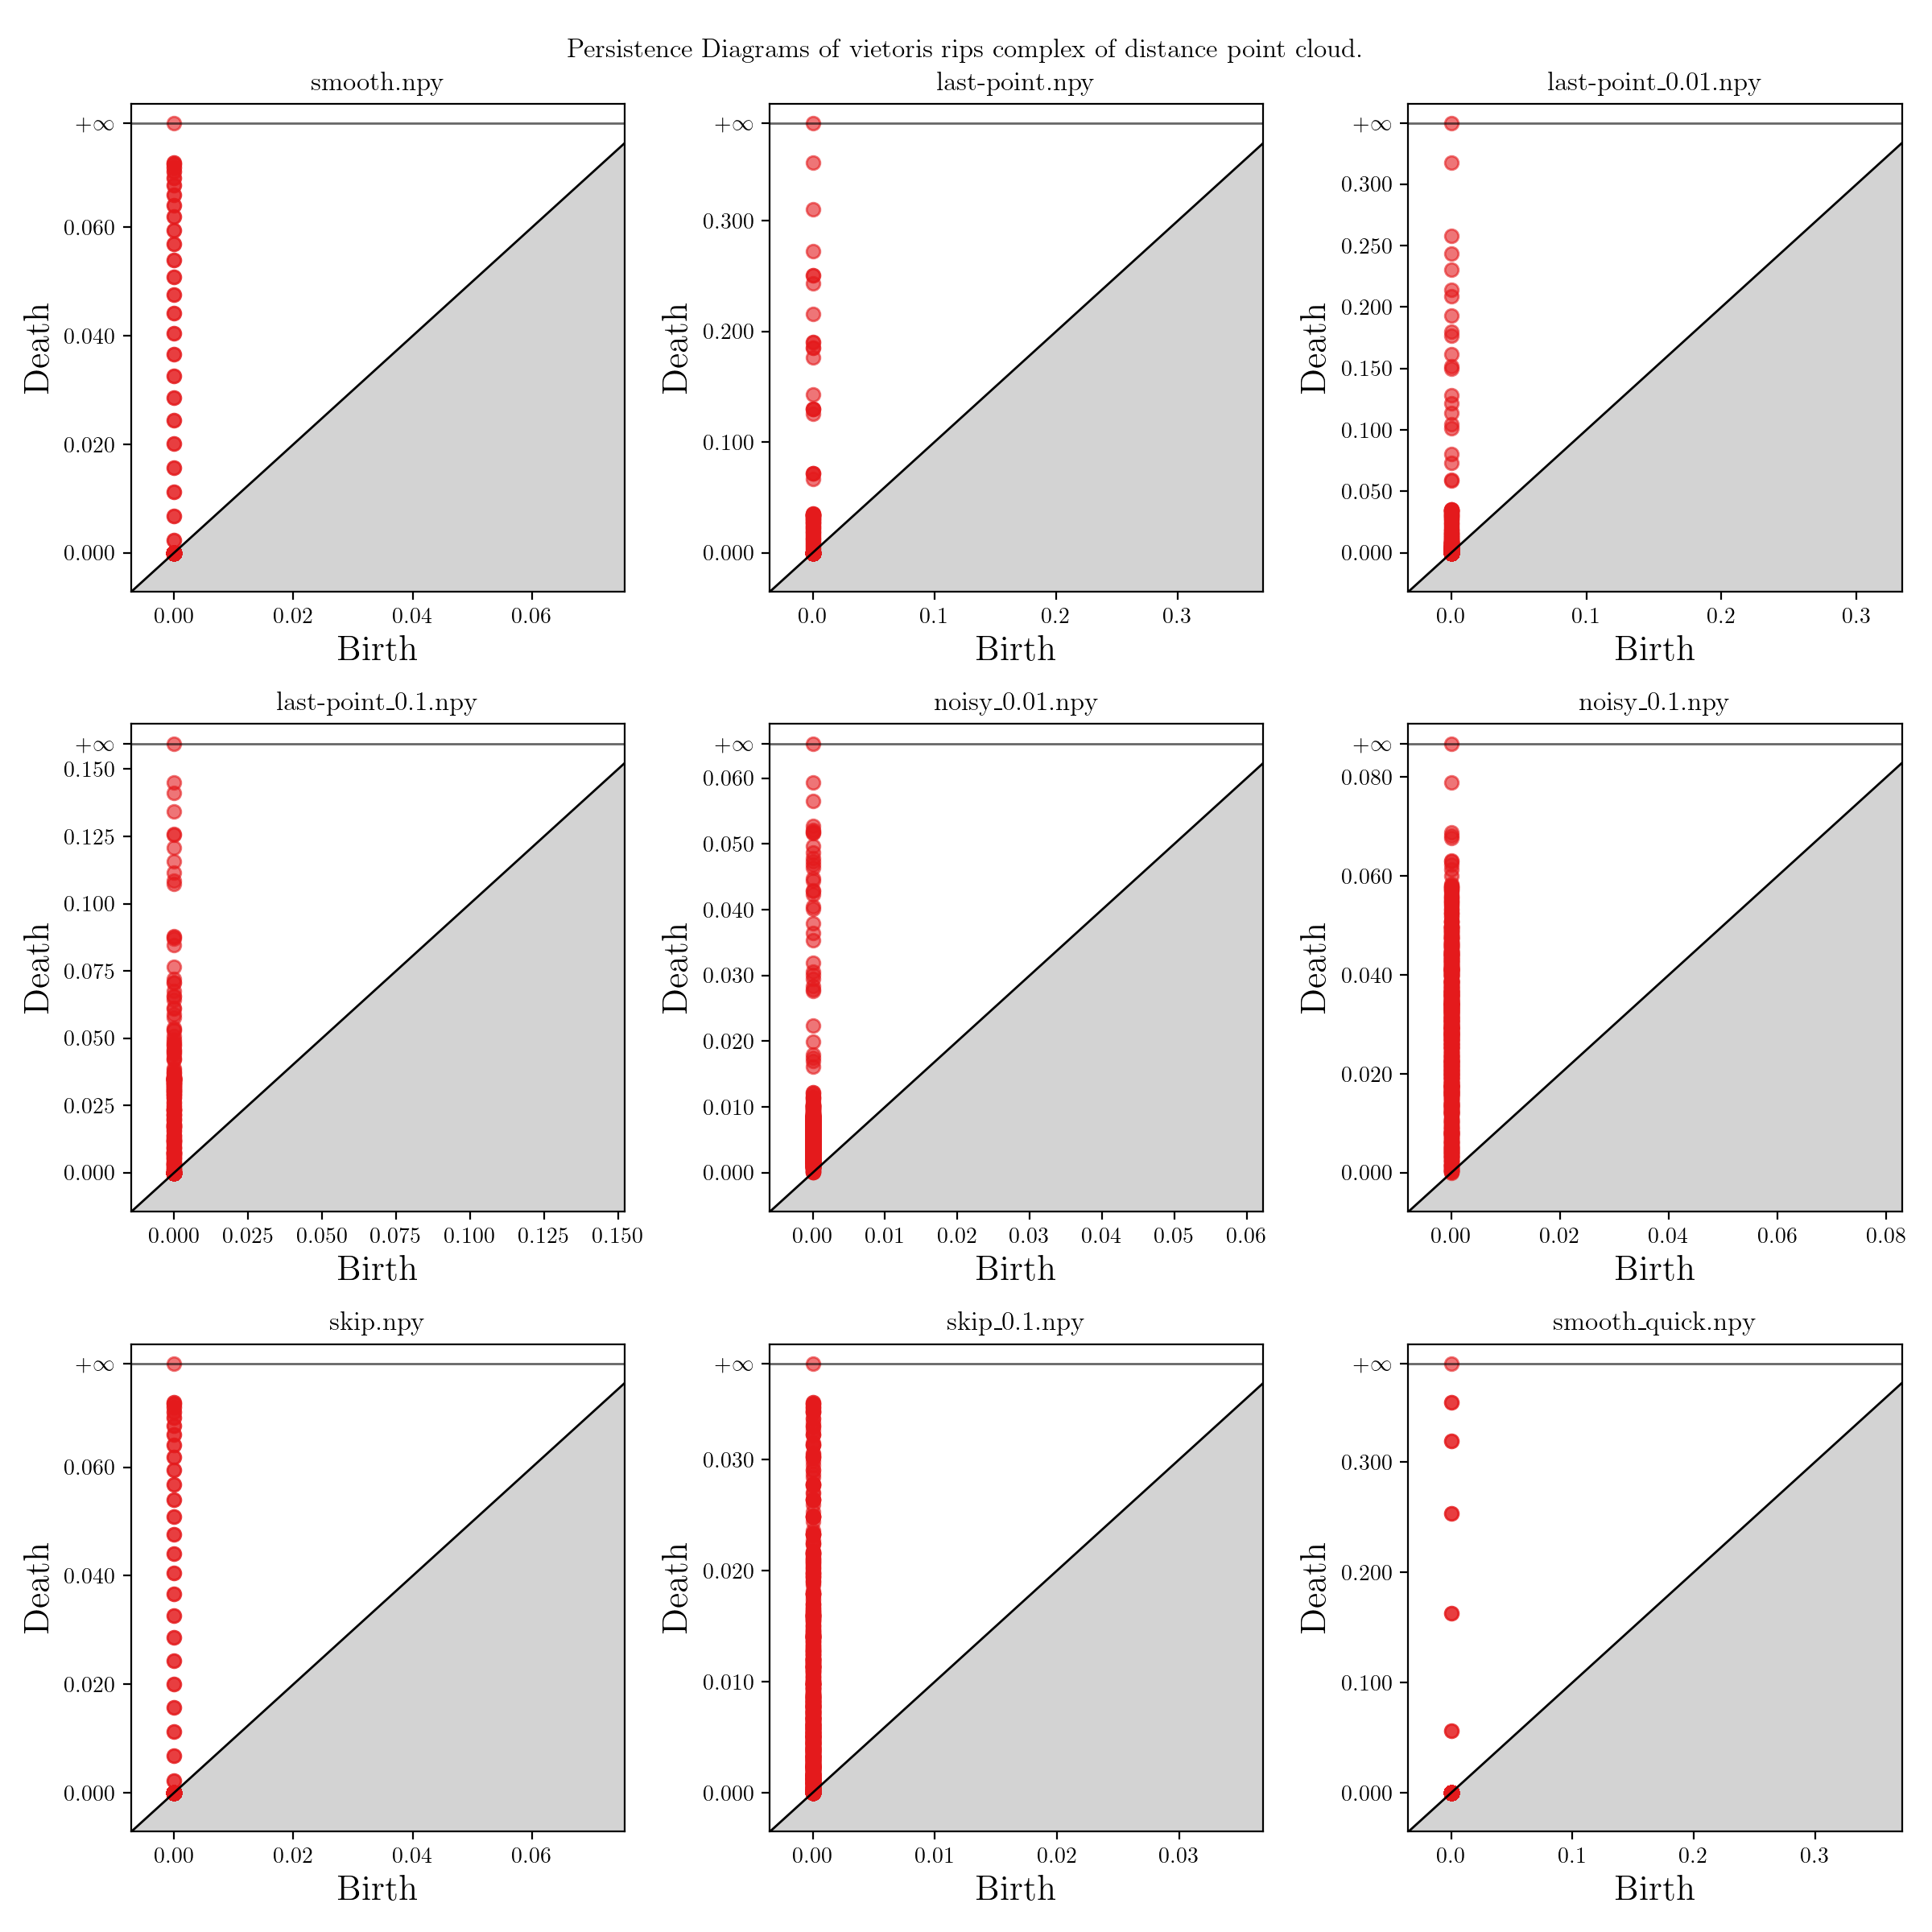 Persistence Diagrams of vietoris rips complex of distance point cloud.
smooth.npy
+∞
0.060
0.040
0.020
0.000
Death
0.00 0.02 0.04 0.06
Birth
last-point.npy
+∞
0.300
0.200
0.100
0.000
Death
0.0 0.1 0.2 0.3
Birth
last-point_0.01.npy
+∞
0.300
0.250
0.200
0.150
0.100
0.050
0.000
Death
0.0 0.1 0.2 0.3
Birth
last-point_0.1.npy
+∞
0.150
0.125
0.100
0.075
0.050
0.025
0.000
Death
0.000 0.025 0.050 0.075 0.100 0.125 0.150
Birth
noisy_0.01.npy
+∞
0.060
0.050
0.040
0.030
0.020
0.010
0.000
Death
0.00 0.01 0.02 0.03 0.04 0.05 0.06
Birth
noisy_0.1.npy
+∞
0.080
0.060
0.040
0.020
0.000
Death
0.00 0.02 0.04 0.06 0.08
Birth
skip.npy
+∞
0.060
0.040
0.020
0.000
Death
0.00 0.02 0.04 0.06
Birth
skip_0.1.npy
+∞
0.030
0.020
0.010
0.000
Death
0.00 0.01 0.02 0.03
Birth
smooth_quick.npy
+∞
0.300
0.200
0.100
0.000
Death
0.0 0.1 0.2 0.3
Birth